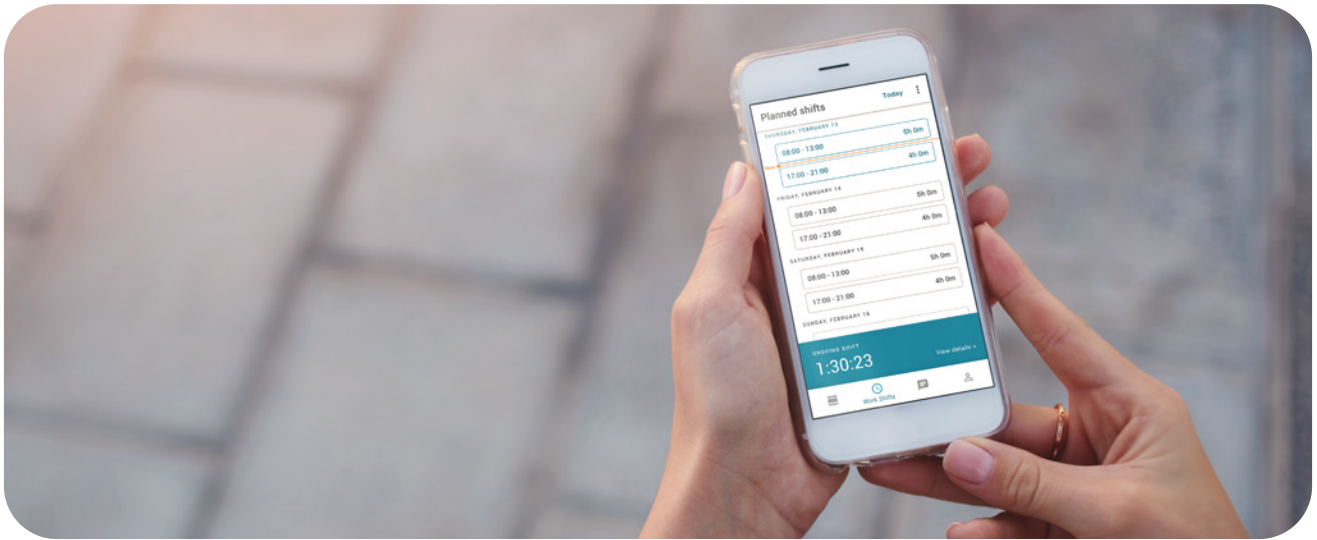 Planned shifts
Today
THURSDAY, FEBRUARY 13
08:00 - 13:00
5h 0m
17:00 - 21:00
4h 0m
FRIDAY, FEBRUARY 14
08:00 - 13:00
5h 0m
17:00 - 21:00
4h 0m
SATURDAY, FEBRUARY 15
08:00 - 13:00
5h 0m
17:00 - 21:00
4h 0m
SUNDAY, FEBRUARY 16
ONGOING SHIFT
1:30:23
View details
Work Shifts